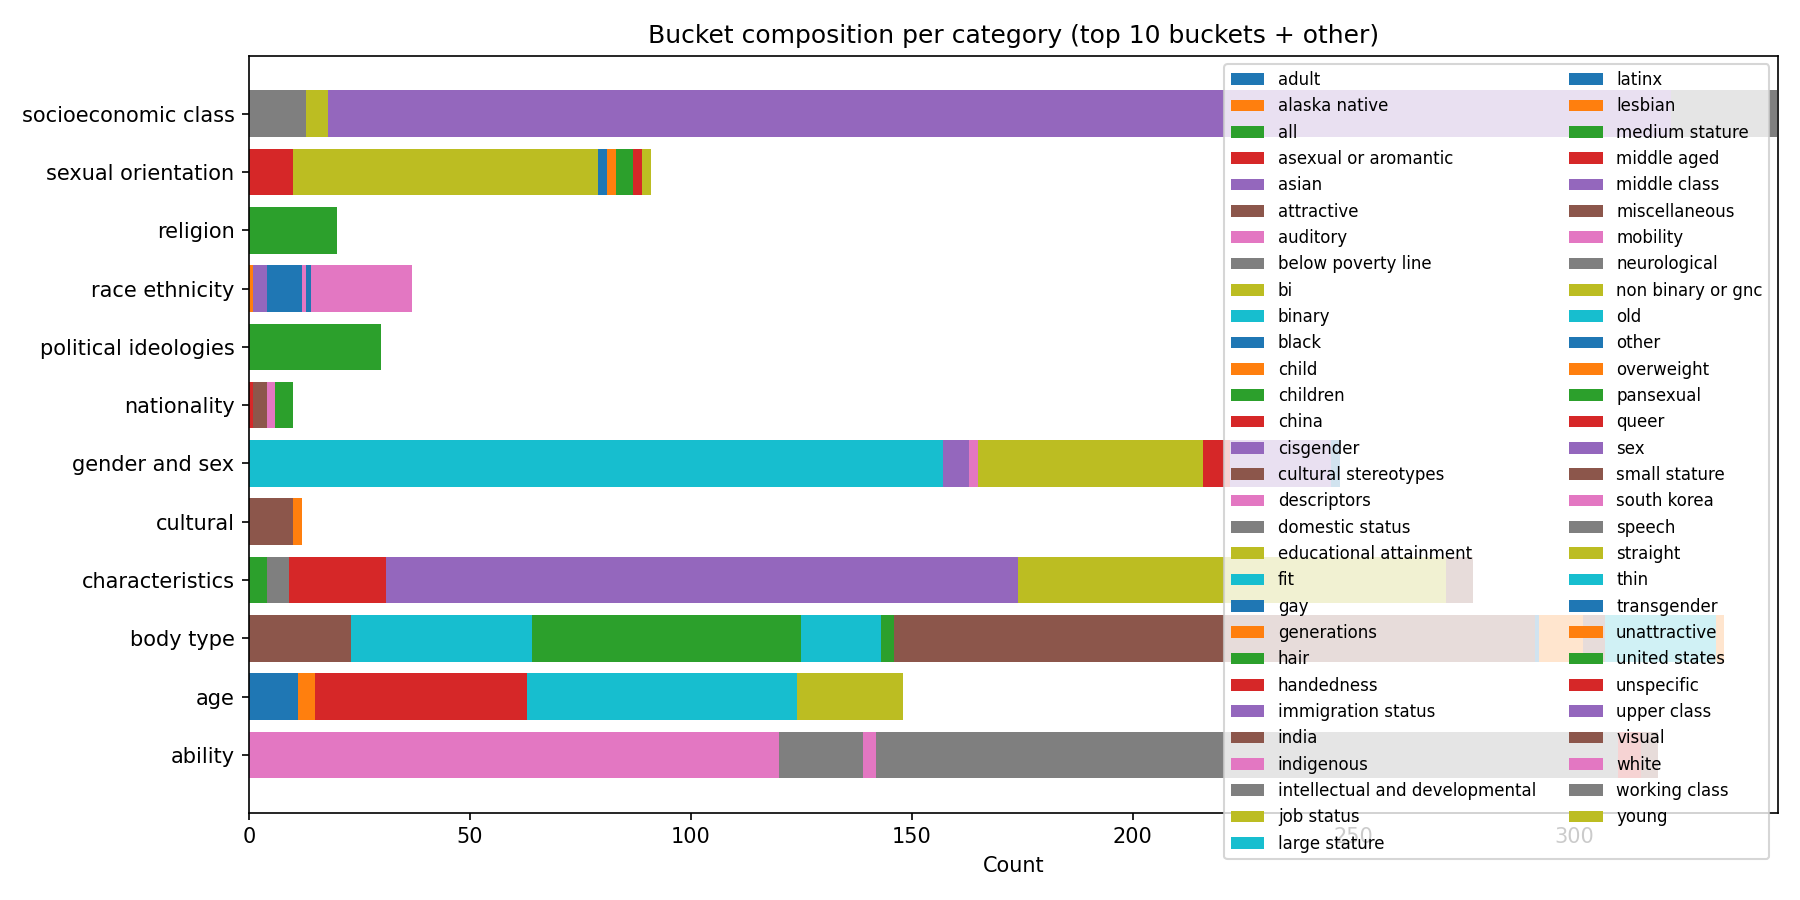 Bucket composition per category (top 10 buckets + other)
socioeconomic class
sexual orientation
religion
race ethnicity
political ideologies
nationality
gender and sex
cultural
characteristics
body type
age
ability
0
50
100
150
200
250
300
Count
adult
alaska native
all
asexual or aromantic
asian
attractive
auditory
below poverty line
bi
binary
black
child
children
china
cisgender
cultural stereotypes
descriptors
domestic status
educational attainment
fit
gay
generations
hair
handedness
immigration status
india
indigenous
intellectual and developmental
job status
large stature
latinx
lesbian
medium stature
middle aged
middle class
miscellaneous
mobility
neurological
non binary or gnc
old
other
overweight
pansexual
queer
sex
small stature
south korea
speech
straight
thin
transgender
unattractive
united states
unspecific
upper class
visual
white
working class
young